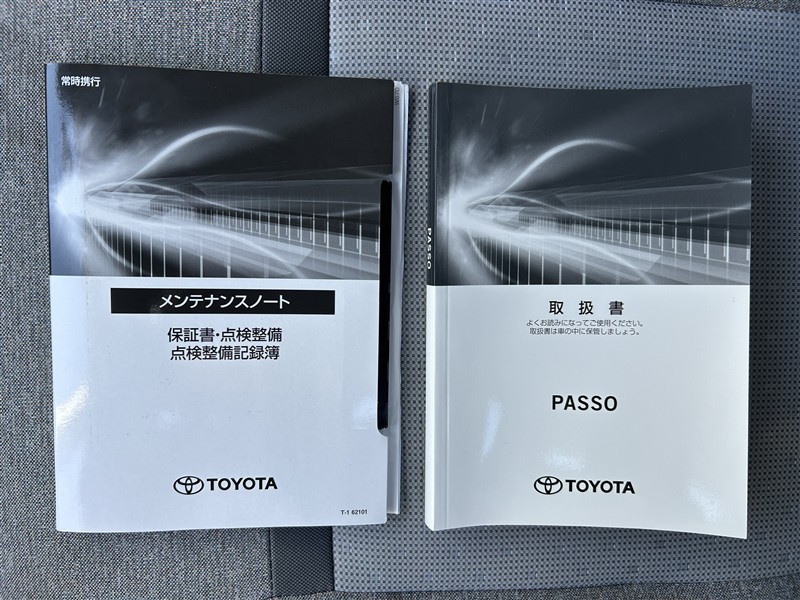 常時携行
メンテナンスノート
保証書・点検整備
点検整備記録簿
TOYOTA
T-1 62101
PASSO
取扱書
よくお読みになってご使用ください。
取扱書は車の中に保管しましょう。
PASSO
TOYOTA